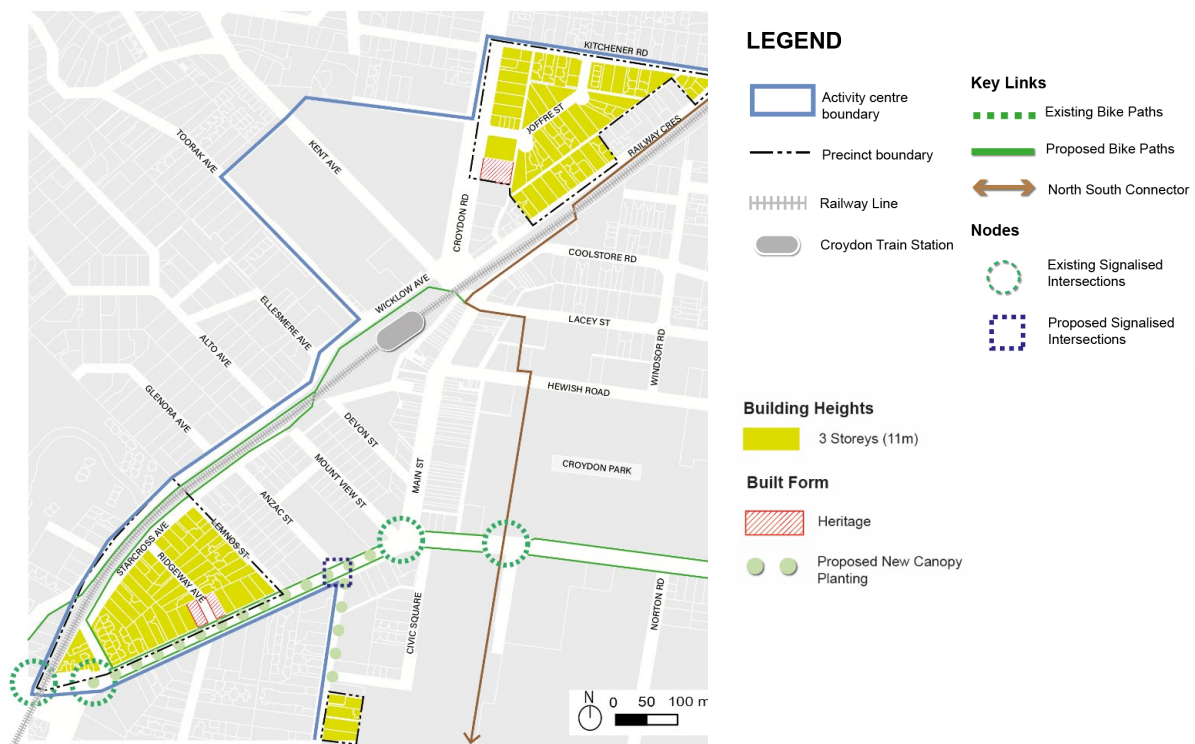 KITCHENER RD
TOORAK AVE
KENT AVE
JOFFRE ST
RAILWAY CRES
CROYDON RD
COOLSTORE RD
WICKLOW AVE
ELLESMERE AVE
LACEY ST
WINDSOR RD
ALTO AVE
HEWISH ROAD
GLENORA AVE
DEVON ST
MAIN ST
CROYDON PARK
MOUNT VIEW ST
ANZAC ST
LEMNOS ST
STARCROSS AVE
RIDGEWAY AVE
CIVIC SQUARE
NORTON RD
N
0 50 100 m
LEGEND
Activity centre
boundary
Precinct boundary
Railway Line
Croydon Train Station
Key Links
Existing Bike Paths
Proposed Bike Paths
North South Connector
Nodes
Existing Signalised
Intersections
Proposed Signalised
Intersections
Building Heights
3 Storeys (11m)
Built Form
Heritage
Proposed New Canopy
Planting